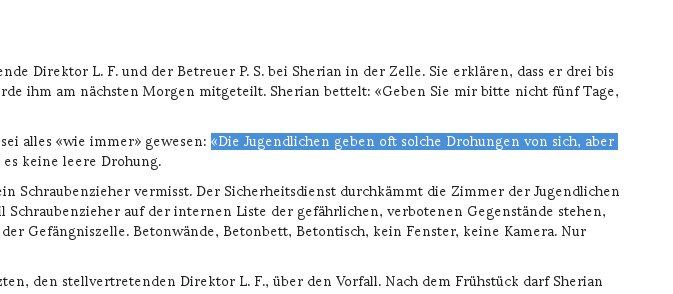 ende Direktor L. F. und der Betreuer P. S. bei Sherian in der Zelle. Sie erklären, dass er drei bis
rde ihm am nächsten Morgen mitgeteilt. Sherian bettelt: «Geben Sie mir bitte nicht fünf Tage,
sei alles «wie immer» gewesen: «Die Jugendlichen geben oft solche Drohungen von sich, aber
es keine leere Drohung.
ein Schraubenzieher vermisst. Der Sicherheitsdienst durchkämmt die Zimmer der Jugendlichen
ll Schraubenzieher auf der internen Liste der gefährlichen, verbotenen Gegenstände stehen,
der Gefängniszelle. Betonwände, Betonbett, Betontisch, kein Fenster, keine Kamera. Nur
zten, den stellvertretenden Direktor L. F., über den Vorfall. Nach dem Frühstück darf Sherian